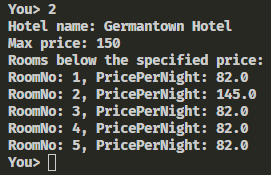 You> 2
Hotel name: Germantown Hotel
Max price: 150
Rooms below the specified price:
RoomNo: 1, PricePerNight: 82.0
RoomNo: 2, PricePerNight: 145.0
RoomNo: 3, PricePerNight: 82.0
RoomNo: 4, PricePerNight: 82.0
RoomNo: 5, PricePerNight: 82.0
You>